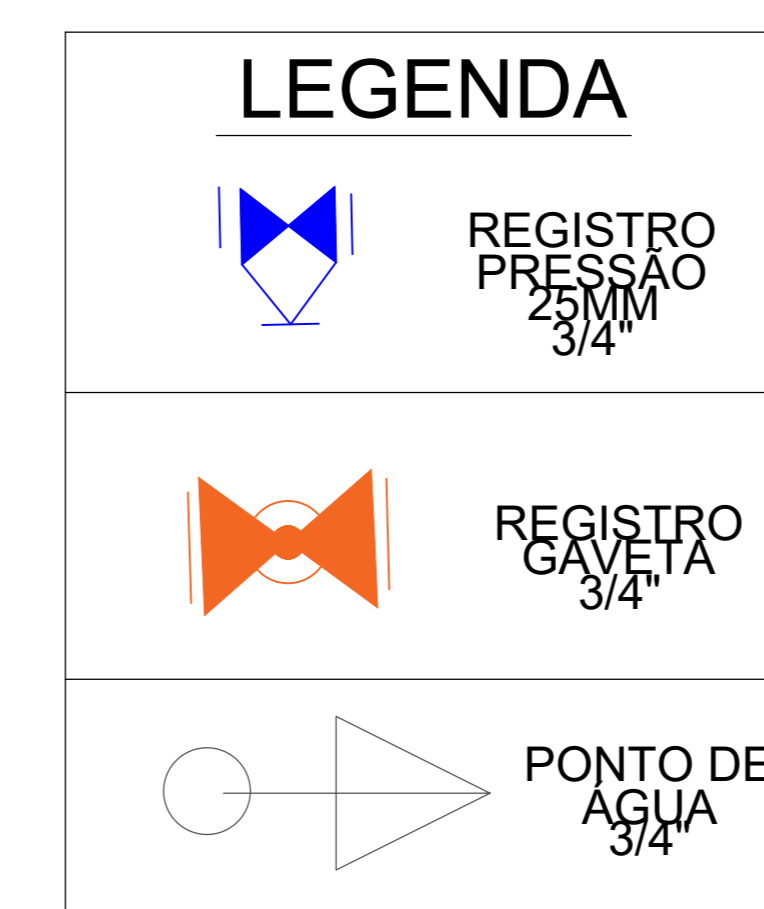 LEGENDA
REGISTRO
PRESSÃO
25MM
3/4"
REGISTRO
GAVETA
3/4"
PONTO DE
ÁGUA
3/4"